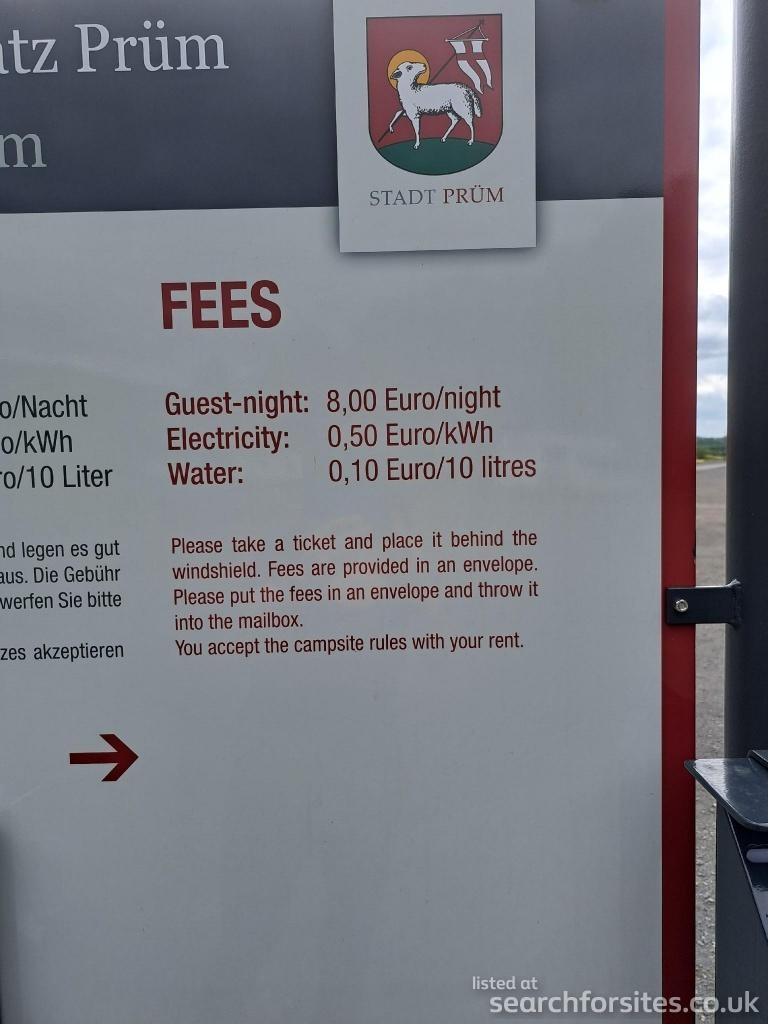 atz Prüm
m
STADT PRÜM
FEES
o/Nacht
o/kWh
ro/10 Liter
Guest-night: 8,00 Euro/night
Electricity: 0,50 Euro/kWh
Water: 0,10 Euro/10 litres
nd legen es gut
aus. Die Gebühr
werfen Sie bitte
zes akzeptieren
Please take a ticket and place it behind the
windshield. Fees are provided in an envelope.
Please put the fees in an envelope and throw it
into the mailbox.
You accept the campsite rules with your rent.
listed at
searchforsites.co.uk